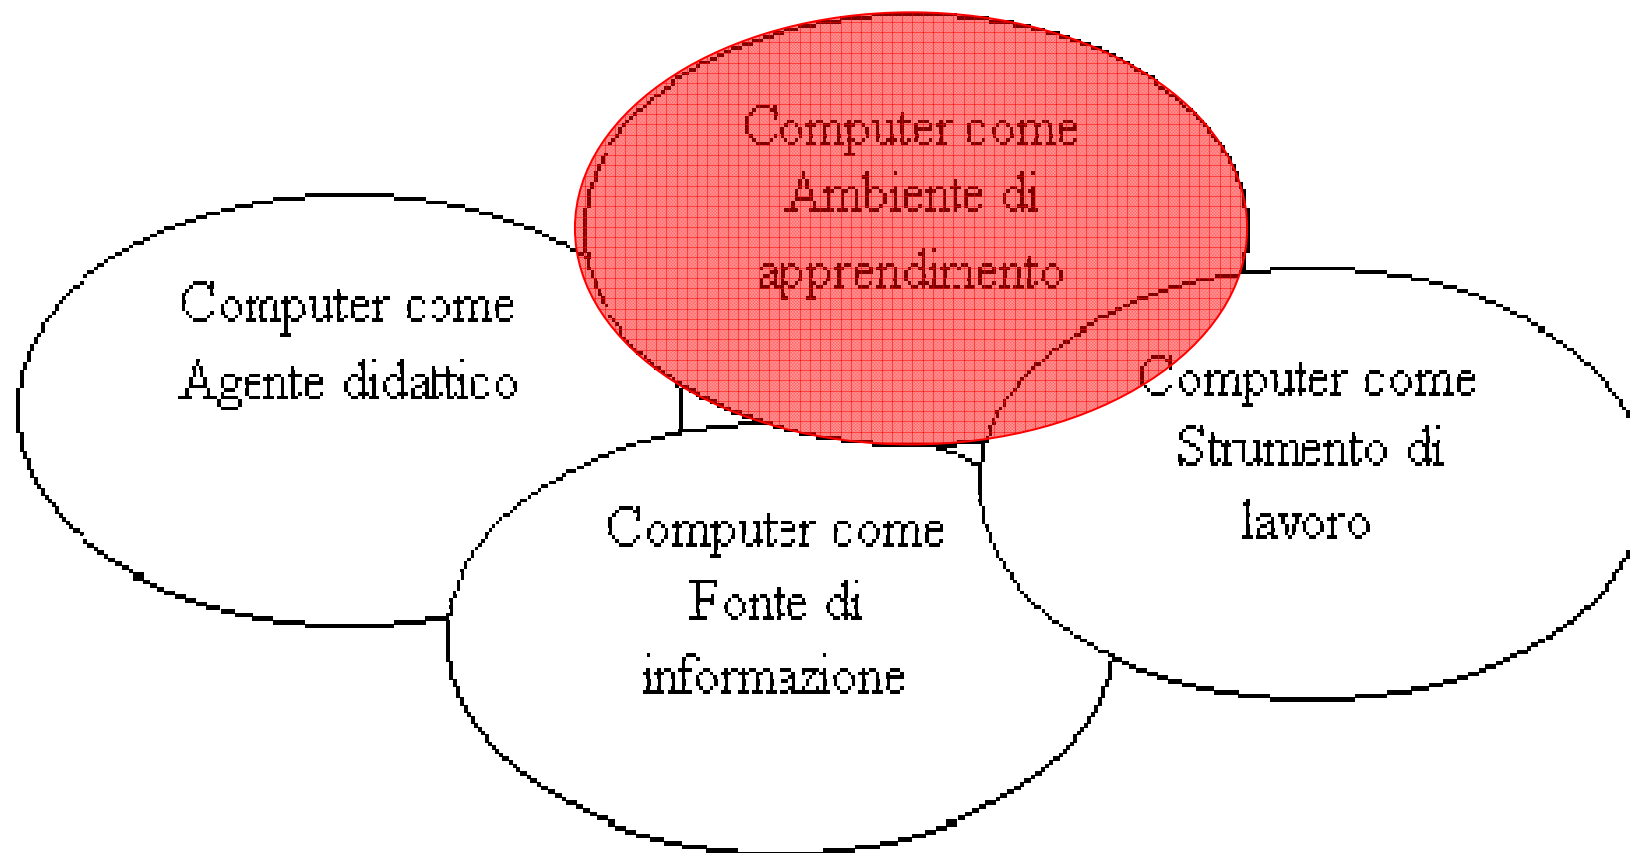 Computer come
Ambiente di
apprendimento
Computer come
Agente didattico
Computer come
Strumento di
lavoro
Computer come
Fonte di
informazione